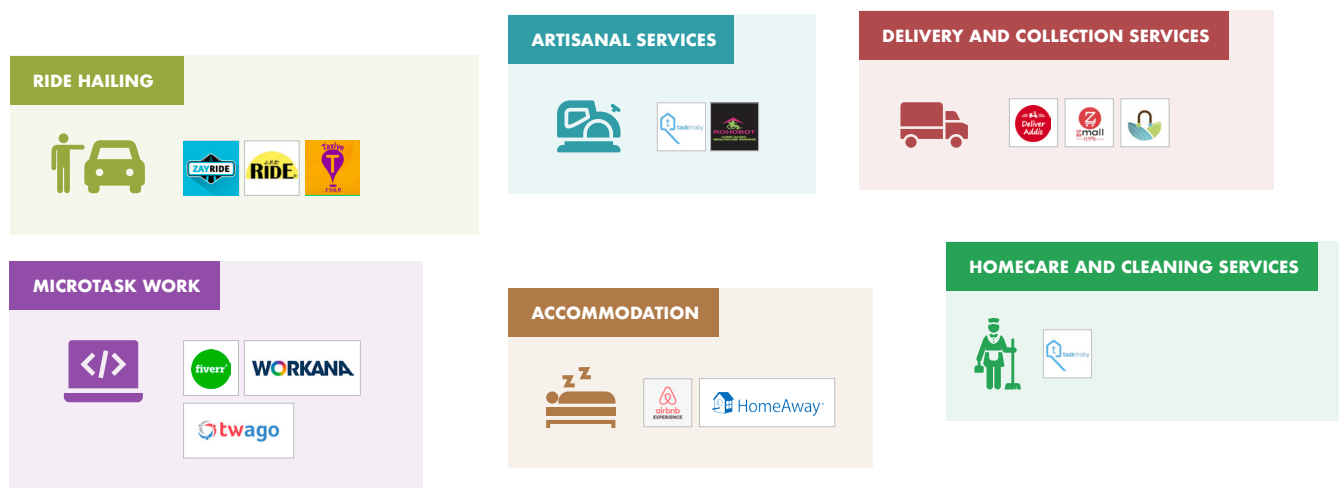 RIDE HAILING
ZAYRIDE
RIDE
Taxiye
T
MICROTASK WORK
</>
fiverr
WORKANA
twago
ARTISANAL SERVICES
t
taskmoby
ROHOBOT
ACCOMMODATION
Z Z
Z
airbnb
EXPERIENCE
HomeAway
DELIVERY AND COLLECTION SERVICES
Deliver
Addis
Z
zmall
HOMECARE AND CLEANING SERVICES
t
taskmoby